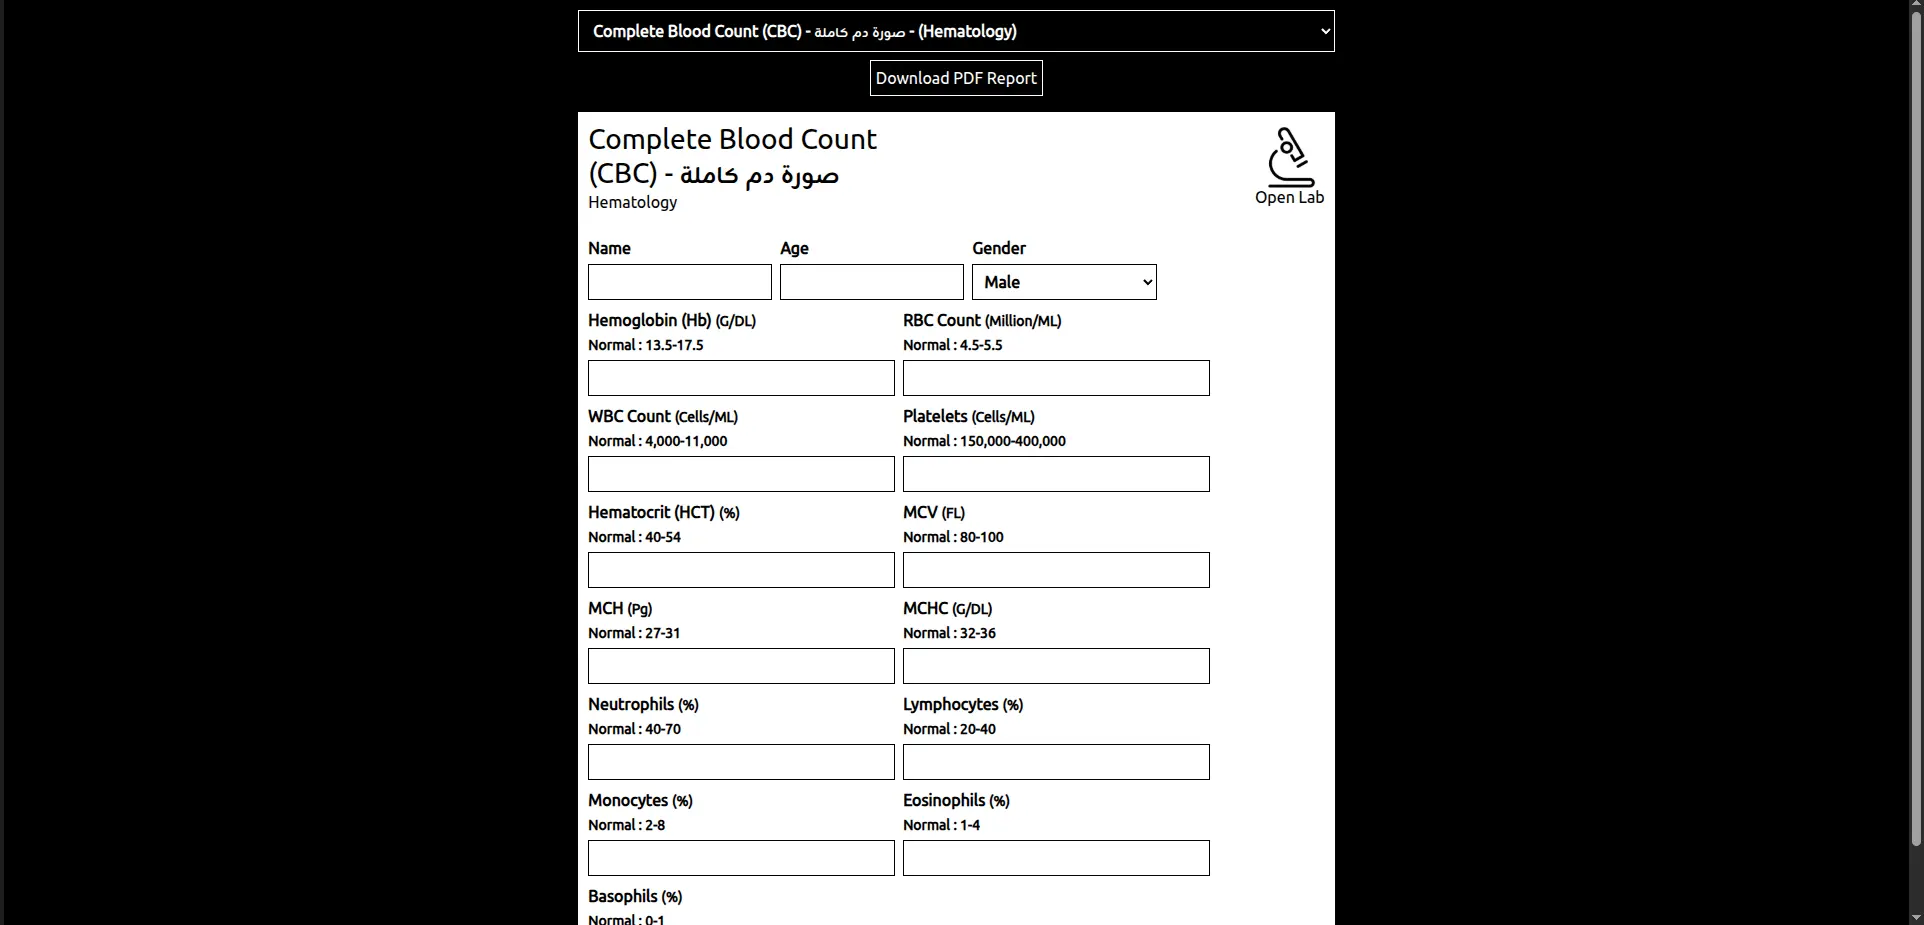 Complete Blood Count (CBC) - صورة دم كاملة - (Hematology)
Download PDF Report
Complete Blood Count
(CBC) - صورة دم كاملة
Hematology
Open Lab
Name Age Gender
Male
Hemoglobin (Hb) (G/DL) RBC Count (Million/ML)
Normal : 13.5-17.5 Normal : 4.5-5.5
WBC Count (Cells/ML) Platelets (Cells/ML)
Normal : 4,000-11,000 Normal : 150,000-400,000
Hematocrit (HCT) (%) MCV (FL)
Normal : 40-54 Normal : 80-100
MCH (Pg) MCHC (G/DL)
Normal : 27-31 Normal : 32-36
Neutrophils (%) Lymphocytes (%)
Normal : 40-70 Normal : 20-40
Monocytes (%) Eosinophils (%)
Normal : 2-8 Normal : 1-4
Basophils (%)
Normal : 0-1